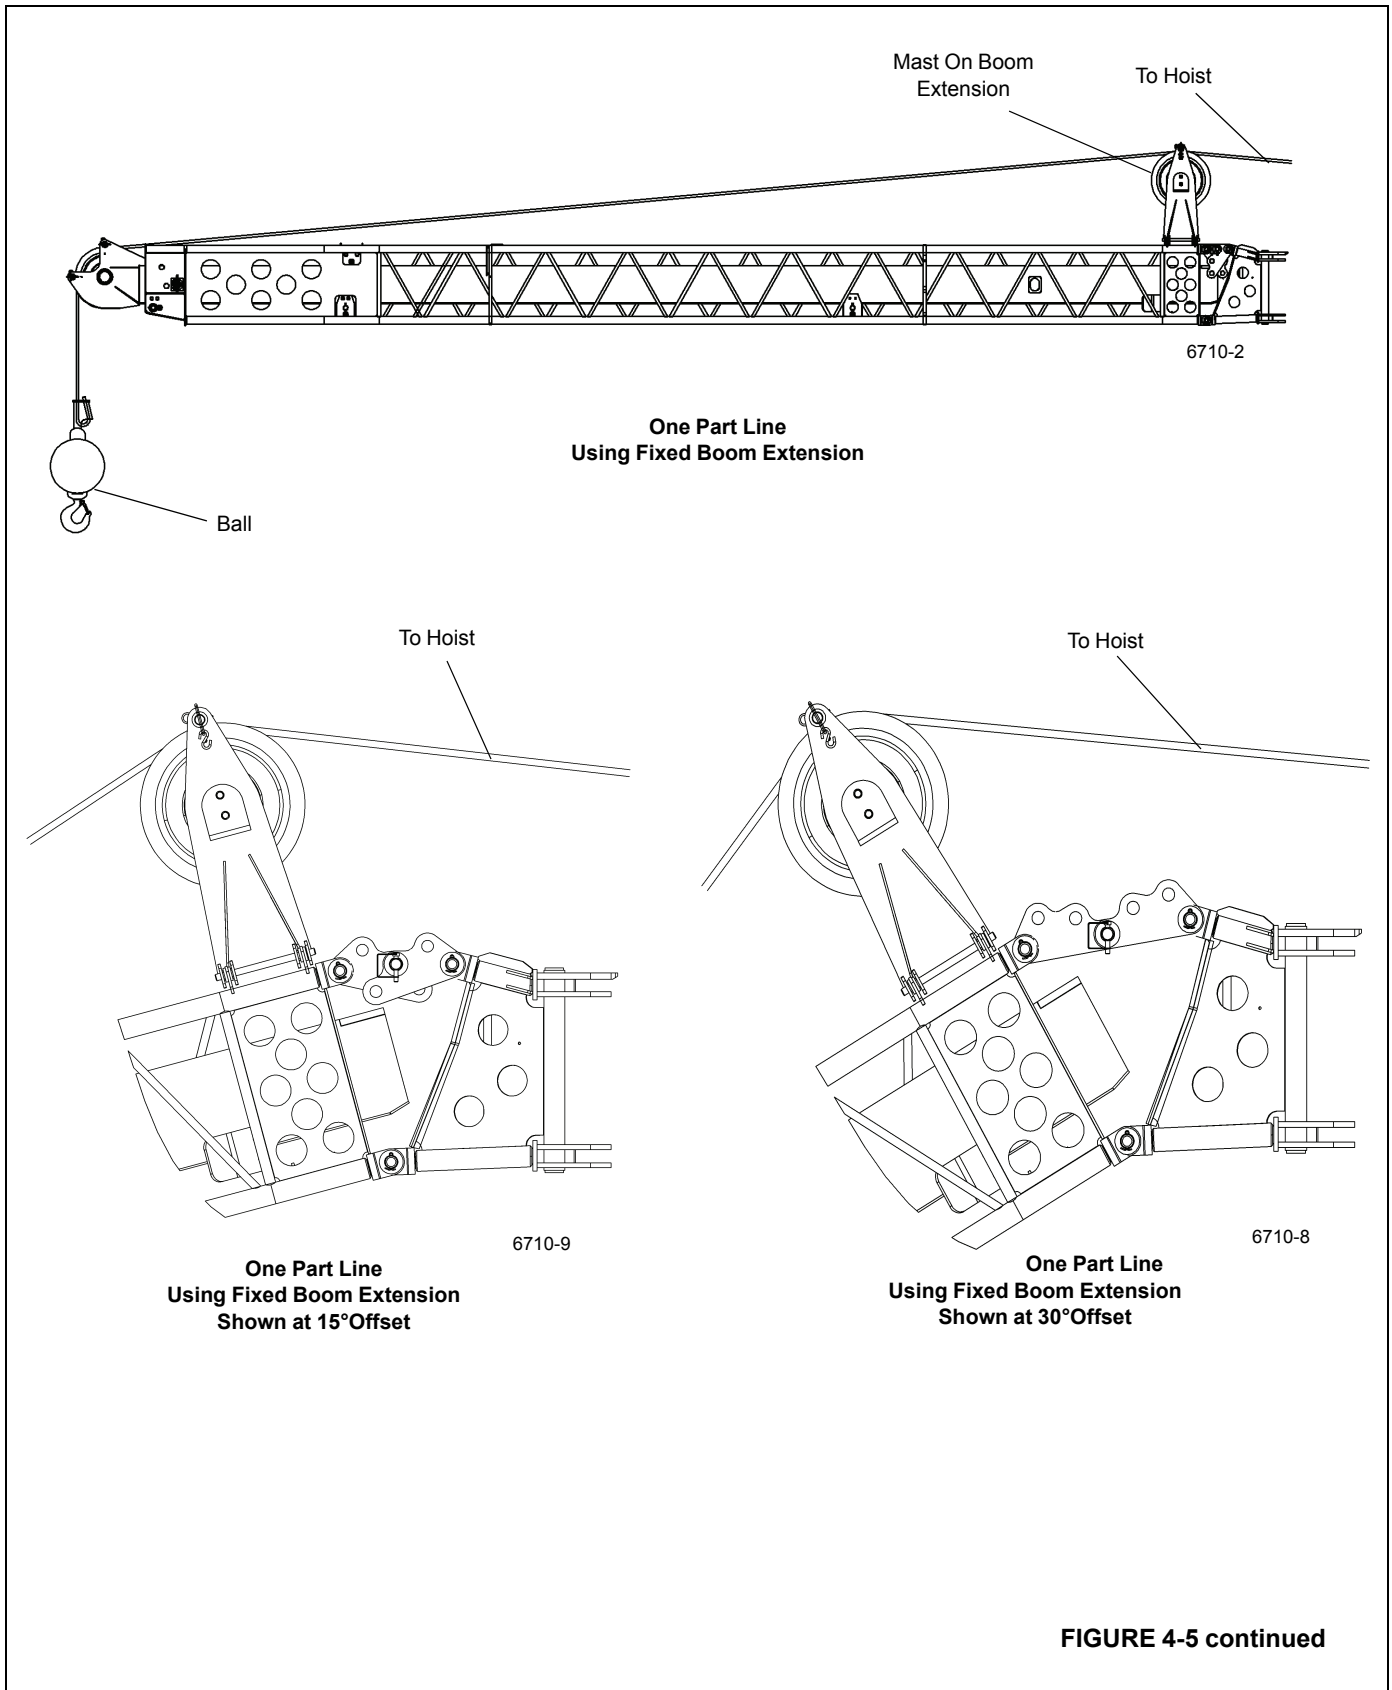 Mast On Boom
Extension
To Hoist
6710-2
One Part Line
Using Fixed Boom Extension
Ball
To Hoist
To Hoist
6710-9
One Part Line
Using Fixed Boom Extension
Shown at 15°Offset
6710-8
One Part Line
Using Fixed Boom Extension
Shown at 30°Offset
FIGURE 4-5 continued